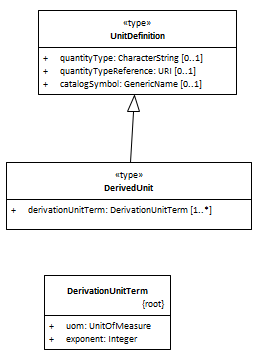 «type»
UnitDefinition
+ quantityType: CharacterString [0..1]
+ quantityTypeReference: URI [0..1]
+ catalogSymbol: GenericName [0..1]
«type»
DerivedUnit
+ derivationUnitTerm: DerivationUnitTerm [1..*]
DerivationUnitTerm
{root}
+ uom: UnitOfMeasure
+ exponent: Integer